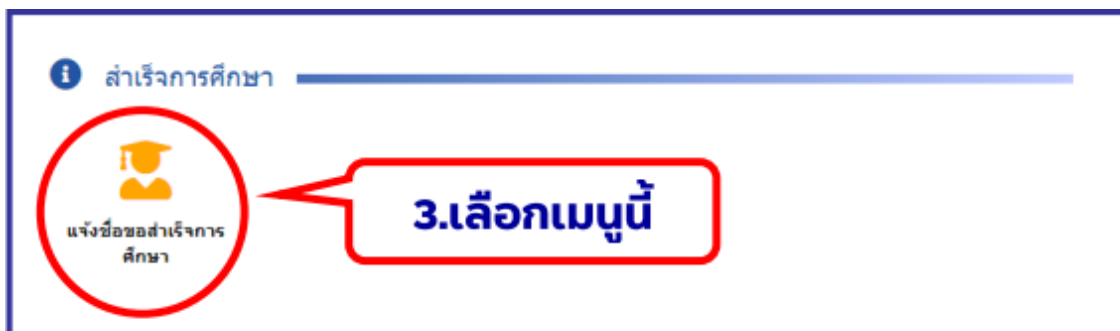 สำเร็จการศึกษา
แจ้งชื่อขอสำเร็จการ
ศึกษา
3.เลือกเมนูนี้